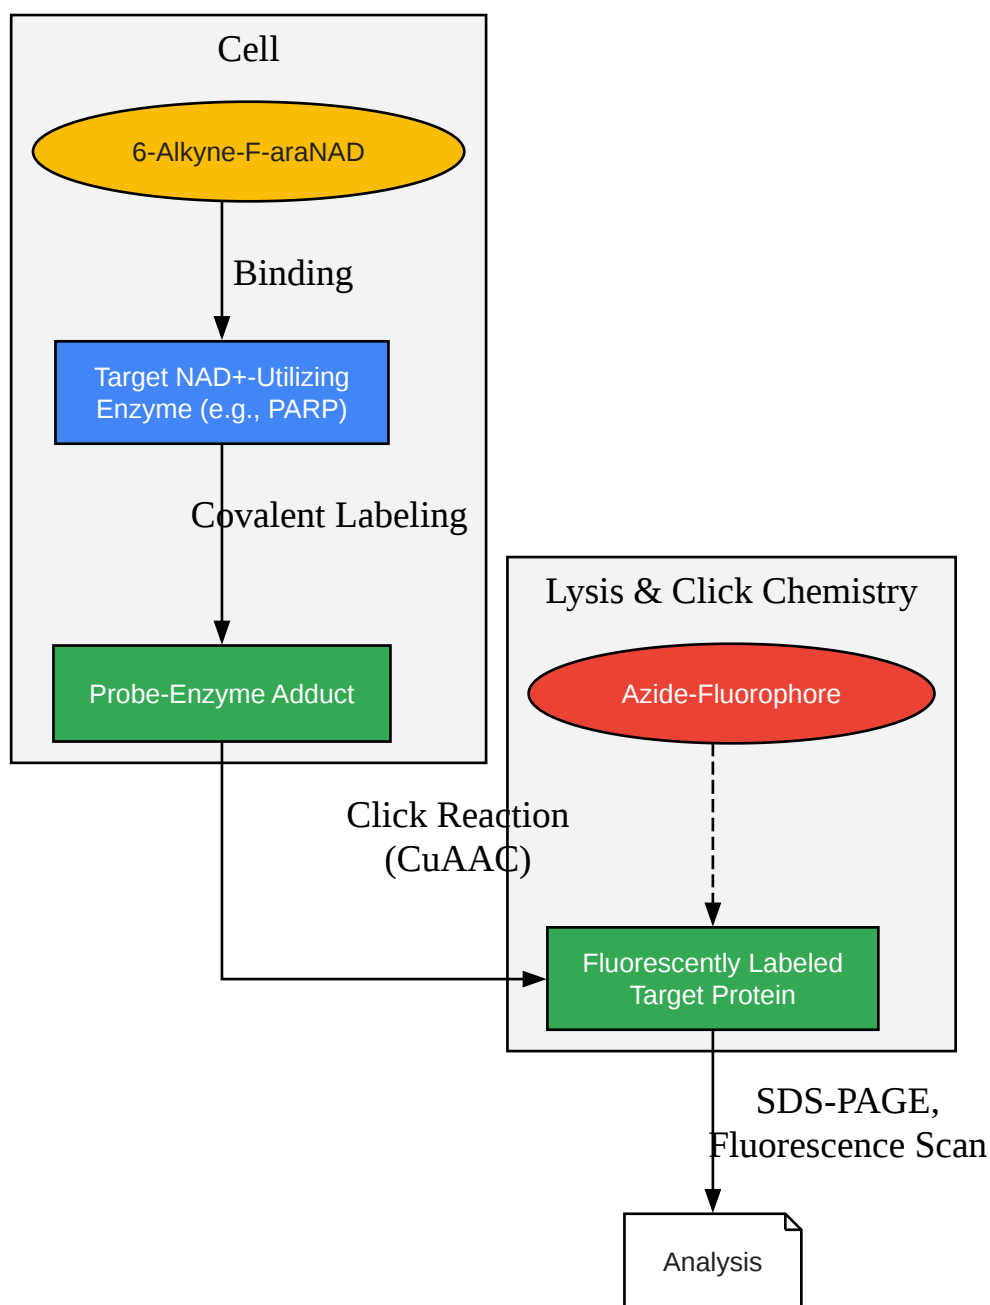 Cell
6-Alkyne-F-araNAD
Binding
Target NAD+-Utilizing
Enzyme (e.g., PARP)
Covalent Labeling
Probe-Enzyme Adduct
Lysis & Click Chemistry
Azide-Fluorophore
Click Reaction
(CuAAC)
Fluorescently Labeled
Target Protein
SDS-PAGE,
Fluorescence Scan
Analysis